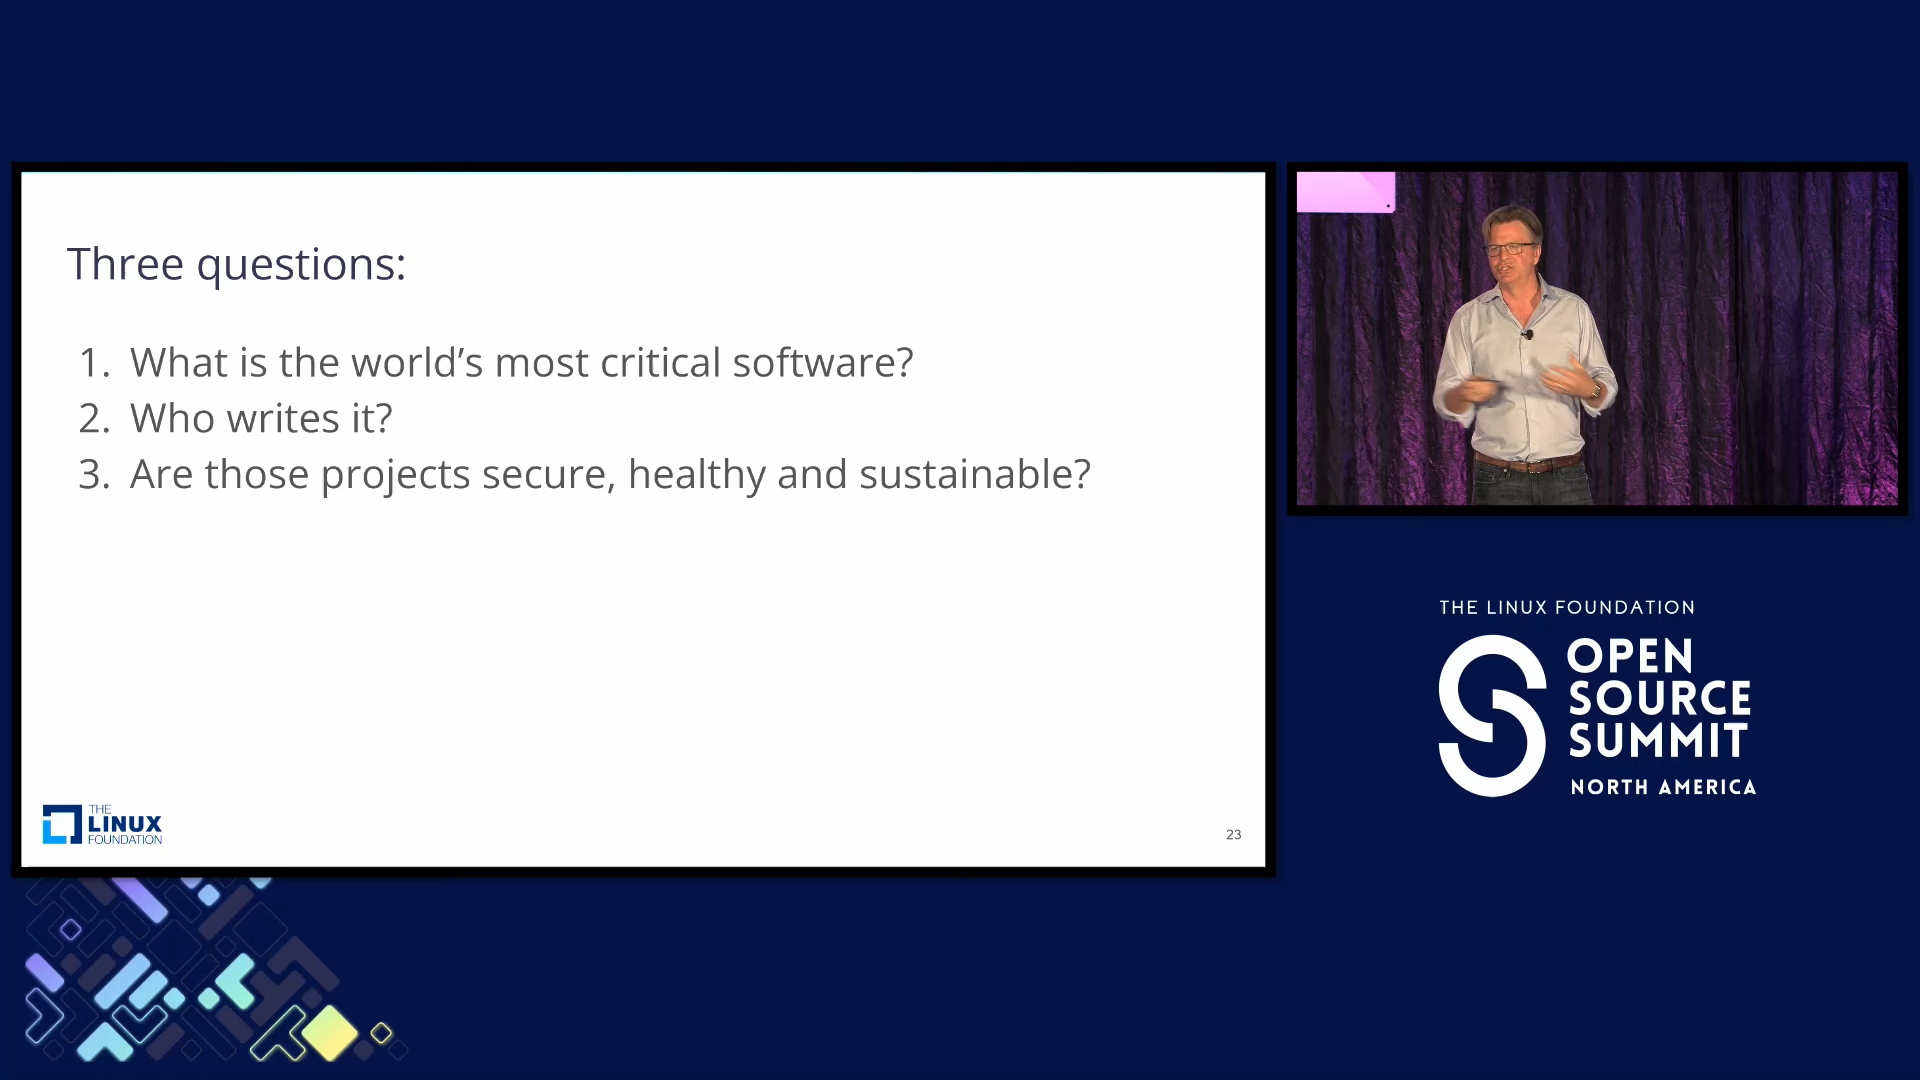 Three questions:
1. What is the world’s most critical software?
2. Who writes it?
3. Are those projects secure, healthy and sustainable?
THE
LINUX
FOUNDATION
23
THE LINUX FOUNDATION
OPEN
SOURCE
SUMMIT
NORTH AMERICA